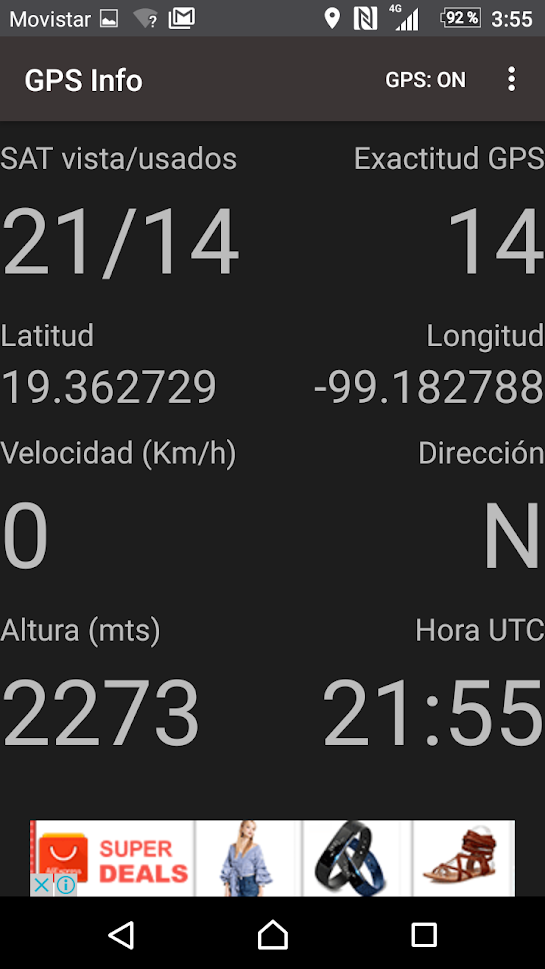 Movistar ? 4G 92 % 3:55
GPS Info GPS: ON
SAT vista/usados Exactitud GPS
21/14 14
Latitud Longitud
19.362729 -99.182788
Velocidad (Km/h) Dirección
0 N
Altura (mts) Hora UTC
2273 21:55
SUPER
DEALS
AliExpress